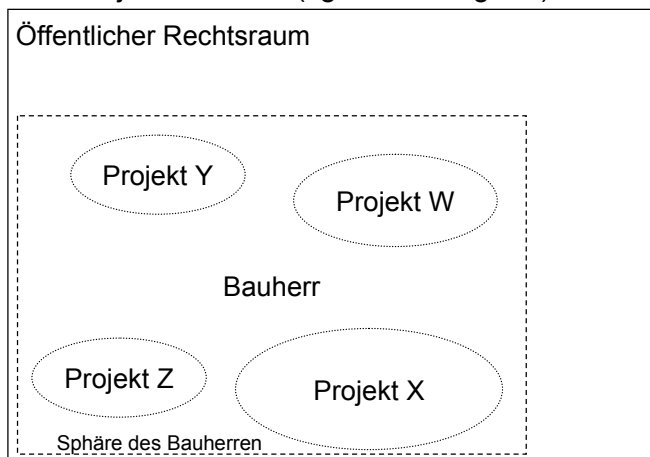 Öffentlicher Rechtsraum
Projekt Y
Projekt W
Bauherr
Projekt Z
Projekt X
Sphäre des Bauherren